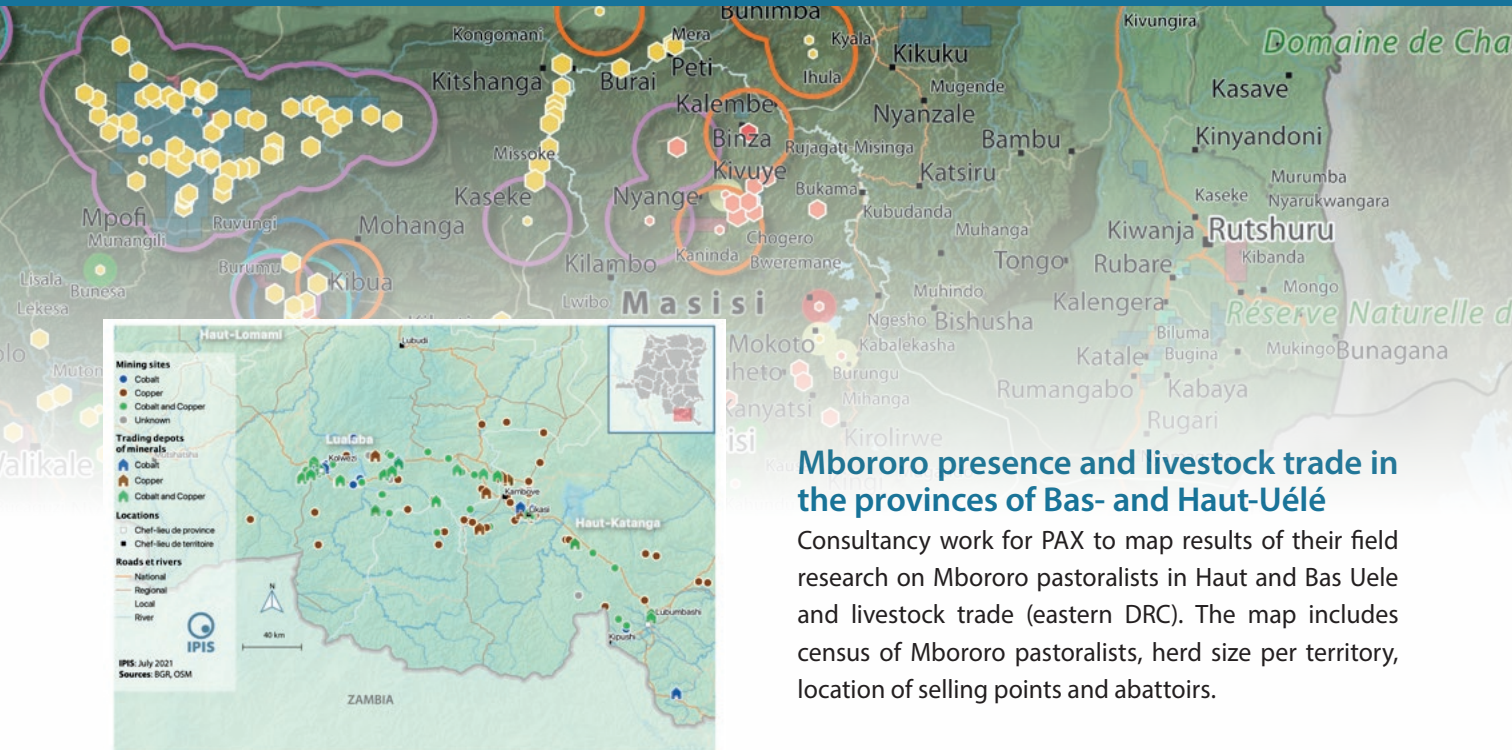 Bunimba
Kivungira
Kongomani
Mera
Kyala
Kikuku
Domaine de Cha
Kitshanga
Burai
Peti
Ihula
Mugende
Kasave
Kalembe
Nyanzale
Binza
Rujagati-Misinga
Bambu
Kinyandoni
Missoke
Kivuye
Katsiru
Kaseke
Nyange
Bukama
Murumba
Kaseke
Nyarukwangara
Mpofi
Ruvungi
Mohanga
Kubudanda
Munangili
Chogero
Muhanga
Kiwanja
Rutshuru
Kaninda
Bweremane
Kilambo
Tongo
Rubare
Kibanda
Burumu
Kibua
Lisala
Bunesa
Lekesa
Lwibo
Masisi
Muhindo
Kalengera
Mongo
Ngesho
Bishusha
Réserve Naturelle d
Biluma
Mokoto
Kabalekasha
Katale
Bugina
Mukingo
Bunagana
Burungu
Rumangabo
Kabaya
Mihanga
Rugari
Kirolirwe
Haut-Lomami
Lubudi
Mining sites
Cobalt
Copper
Cobalt and Copper
Unknown
Trading depots
of minerals
Cobalt
Copper
Cobalt and Copper
Locations
Chef-lieu de province
Chef-lieu de territoire
Roads et rivers
National
Regional
Local
River
N
40 km
IPIS
IPIS: July 2021
Sources: BGR, OSM
Lualaba
Kolwezi
Kambove
Likasi
Haut-Katanga
Lubumbashi
Kipushi
ZAMBIA
Mbororo presence and livestock trade in
the provinces of Bas- and Haut-Uélé
Consultancy work for PAX to map results of their field
research on Mbororo pastoralists in Haut and Bas Uele
and livestock trade (eastern DRC). The map includes
census of Mbororo pastoralists, herd size per territory,
location of selling points and abattoirs.